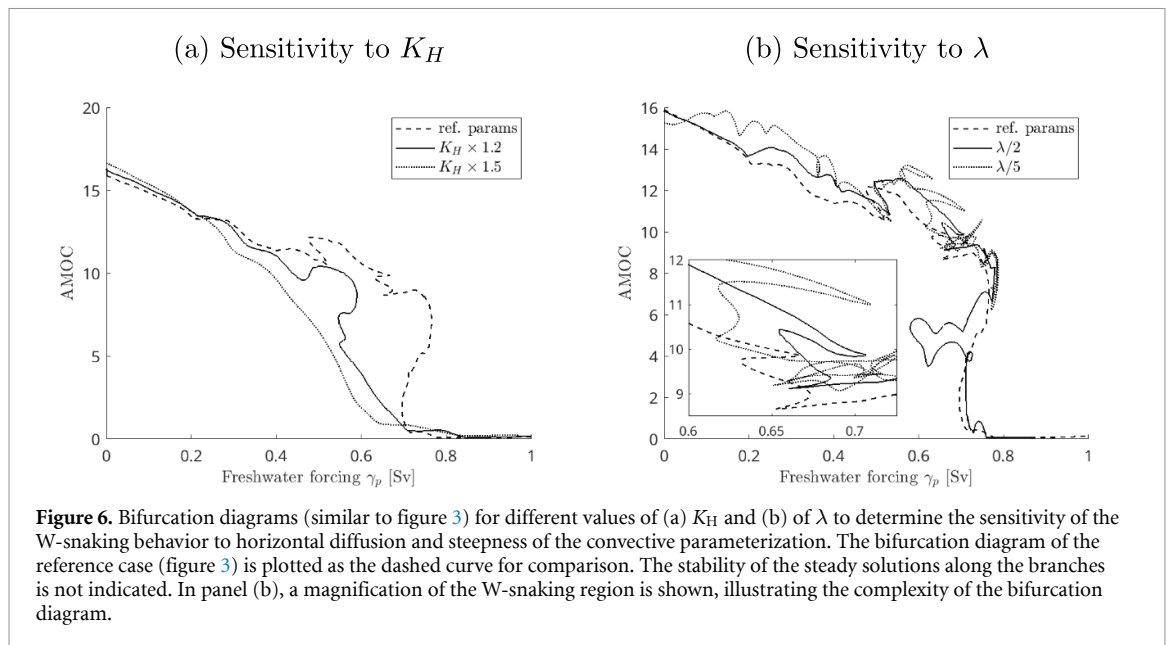 (a) Sensitivity to K_H
(b) Sensitivity to λ
20
15
10
5
0
AMOC
0 0.2 0.4 0.6 0.8 1
Freshwater forcing γ_p [Sv]
ref. params
K_H × 1.2
K_H × 1.5
16
14
12
10
8
6
4
2
0
AMOC
0 0.2 0.4 0.6 0.8 1
Freshwater forcing γ_p [Sv]
ref. params
λ/2
λ/5
12
11
10
9
0.6 0.65 0.7
Figure 6. Bifurcation diagrams (similar to figure 3) for different values of (a) K_H and (b) of λ to determine the sensitivity of the
W-snaking behavior to horizontal diffusion and steepness of the convective parameterization. The bifurcation diagram of the
reference case (figure 3) is plotted as the dashed curve for comparison. The stability of the steady solutions along the branches
is not indicated. In panel (b), a magnification of the W-snaking region is shown, illustrating the complexity of the bifurcation
diagram.